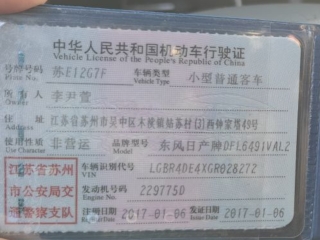 中华人民共和国机动车行驶证
Vehicle License of the People's Republic of China
号牌号码 苏E12G7F 车辆类型 小型普通客车
Plate No. Vehicle Type
所有人 李尹萱
住 址 江苏省苏州市吴中区木渎镇姑苏村(3)西钟家塔49号
使用性质 非营运 品牌型号 东风日产牌DFL6491VAL2
江苏省苏州
市公安局交
通警察支队
车辆识别代号 LGBR4DE4XGR028272
VIN
发动机号码 229775D
注册日期 2017-01-06 发证日期 2017-01-06